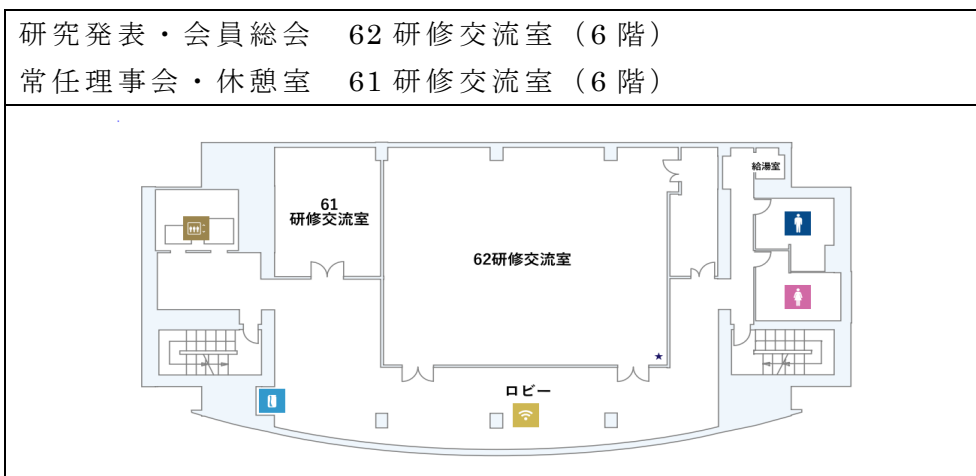 研究発表・会員総会 62 研修交流室（6 階）
常任理事会・休憩室 61 研修交流室（6 階）
給湯室
61
研修交流室
62研修交流室
★
ロビー